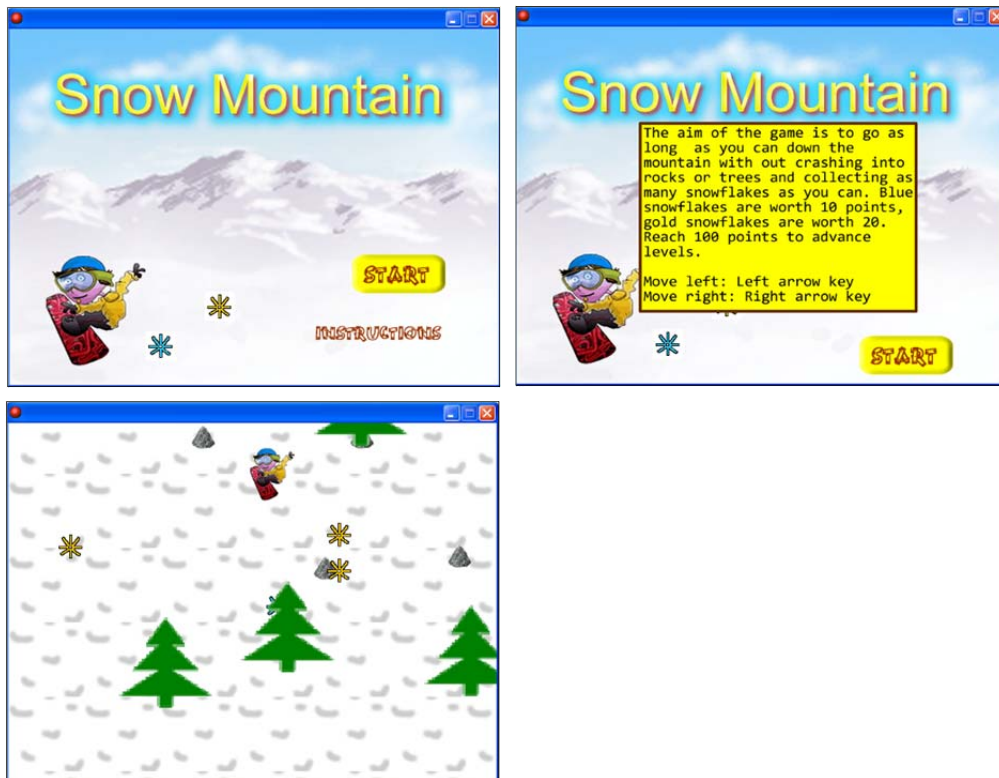 Snow Mountain
START
INSTRUCTIONS
Snow Mountain
The aim of the game is to go as
long as you can down the
mountain with out crashing into
rocks or trees and collecting as
many snowflakes as you can. Blue
snowflakes are worth 10 points,
gold snowflakes are worth 20.
Reach 100 points to advance
levels.
Move left: Left arrow key
Move right: Right arrow key
START